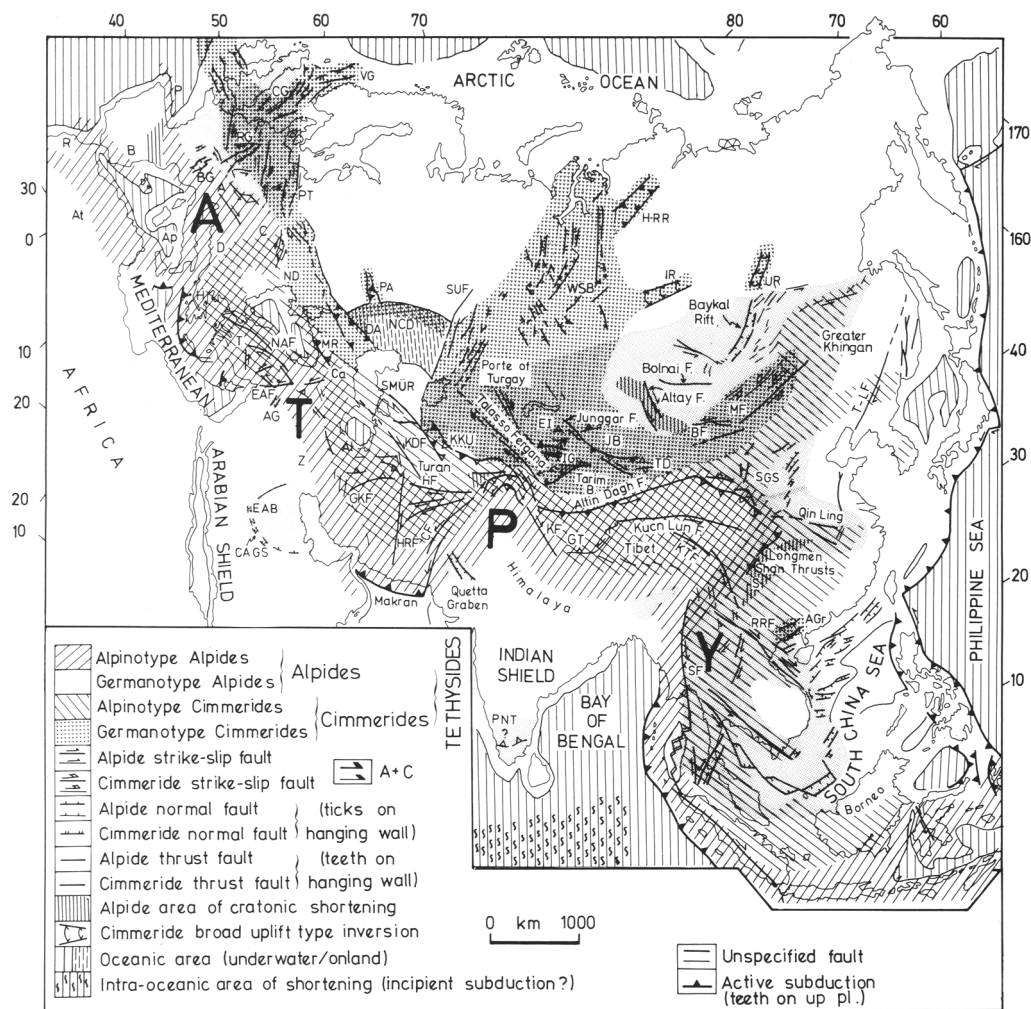 40 50 60 70 80 70 60
ARCTIC OCEAN
VG
CG
P
RG
R
B
BG
A
PT
170
30
At
A
H-RR
Ap
D
C
0
160
ND
MEDITERRANEAN
PA
SUF
WSB
IR
UR
Baykal
Rift
INCD
DA
T
NAF
MR
Greater
Khingan
10
40
Ca
Porte of
Turgay
Bolnai F.
SMÜR
Altay F.
T-LF
AFRICA
EAF
AG
T
Talasso Fergana
ET
Junggar F.
MF
20
KDF
KKU
BF
JB
IG
TD
Z
Turan
HF
Tarim
B.
SGS
30
Altin Dagh F.
ARABIAN
SHIELD
GKF
20
EAB
P
KF
GT
Kuen Lun F.
Tibet
Qin Ling
10
HRF
CF
Longmen
Shan Thrusts
CAGS
Himalaya
Makran
Quetta
Graben
20
PHILIPPINE SEA
RRF
AGr
Y
SF
TETHYSIDES
INDIAN
SHIELD
10
PNT
?
BAY
OF
BENGAL
SOUTH CHINA SEA
Borneo
Alpinotype Alpides
Germanotype Alpides
Alpides
Alpinotype Cimmerides
Germanotype Cimmerides
Cimmerides
Alpide strike-slip fault
Cimmeride strike-slip fault
A+C
Alpide normal fault (ticks on
Cimmeride normal fault hanging wall)
Alpide thrust fault (teeth on
Cimmeride thrust fault hanging wall)
Alpide area of cratonic shortening
Cimmeride broad uplift type inversion
Oceanic area (underwater/onland)
Intra-oceanic area of shortening (incipient subduction?)
0 km 1000
Unspecified fault
Active subduction
(teeth on up pl.)